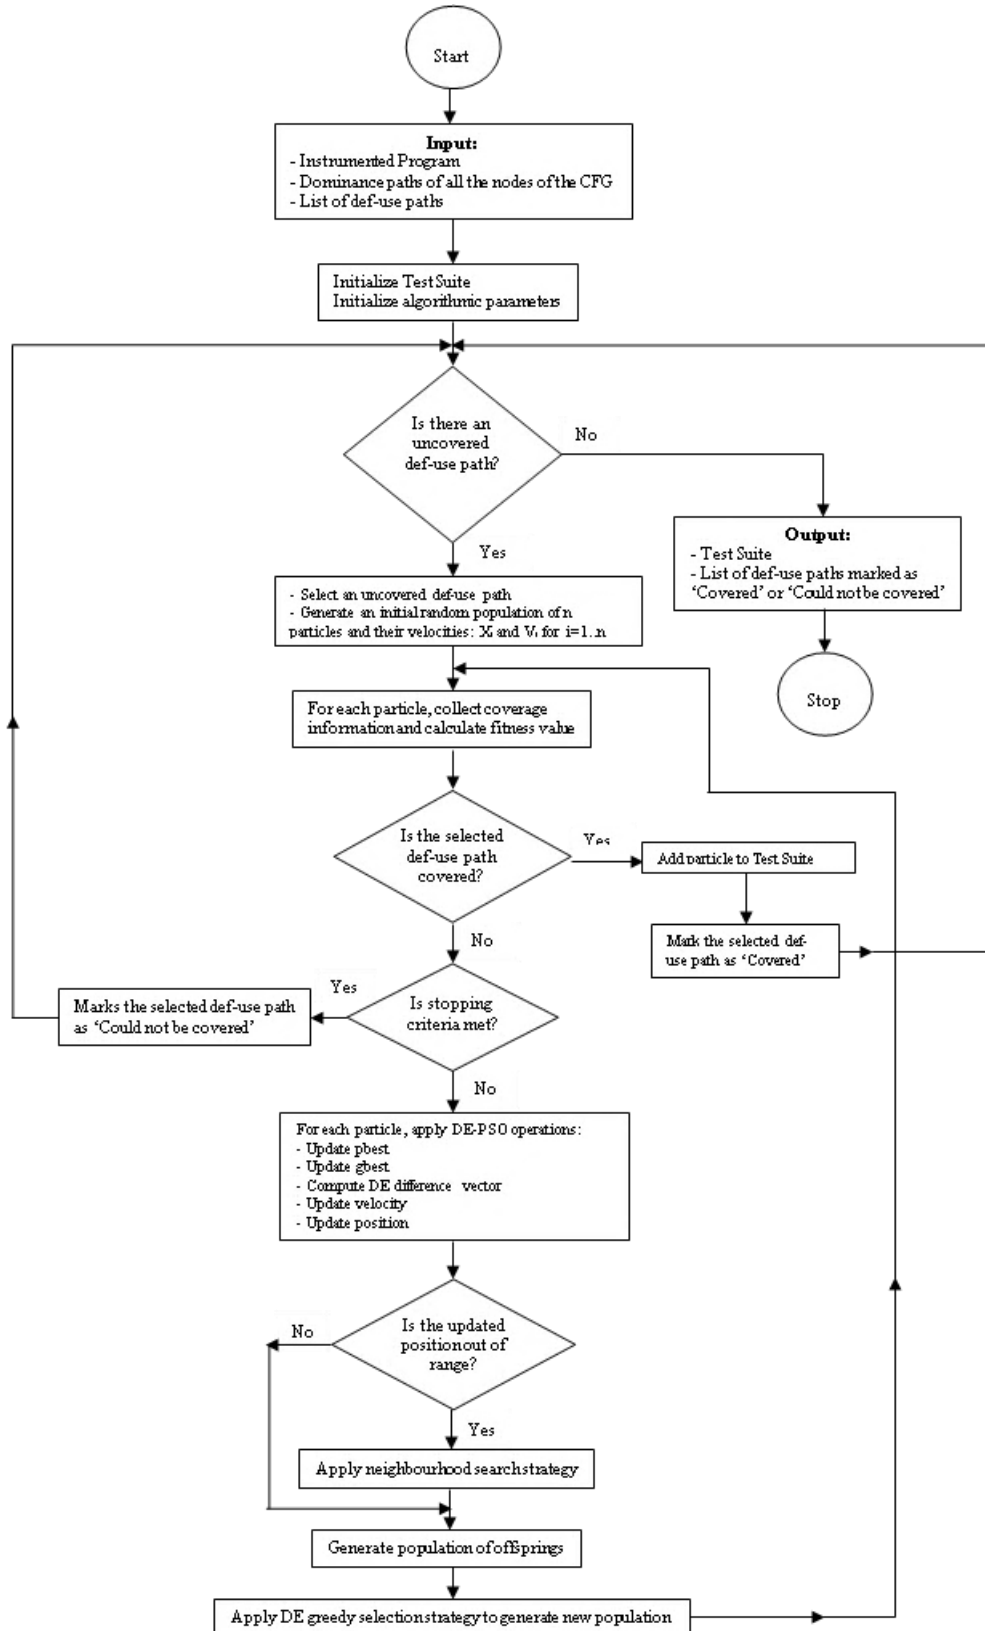 Start
Input:
- Instrumented Program
- Dominance paths of all the nodes of the CFG
- List of def-use paths
Initialize Test Suite
Initialize algorithmic parameters
Is there an
uncovered
def-use path?
No
Yes
Output:
- Test Suite
- List of def-use paths marked as
‘Covered’ or ‘Could not be covered’
Stop
- Select an uncovered def-use path
- Generate an initial random population of n
particles and their velocities: Xi and Vi for i=1..n
For each particle, collect coverage
information and calculate fitness value
Is the selected
def-use path
covered?
Yes
Add particle to Test Suite
Mark the selected def-
use path as ‘Covered’
No
Is stopping
criteria met?
Yes
Marks the selected def-use path
as ‘Could not be covered’
No
For each particle, apply DE-PSO operations:
- Update pbest
- Update gbest
- Compute DE difference vector
- Update velocity
- Update position
Is the updated
position out of
range?
No
Yes
Apply neighbourhood search strategy
Generate population of offsprings
Apply DE greedy selection strategy to generate new population